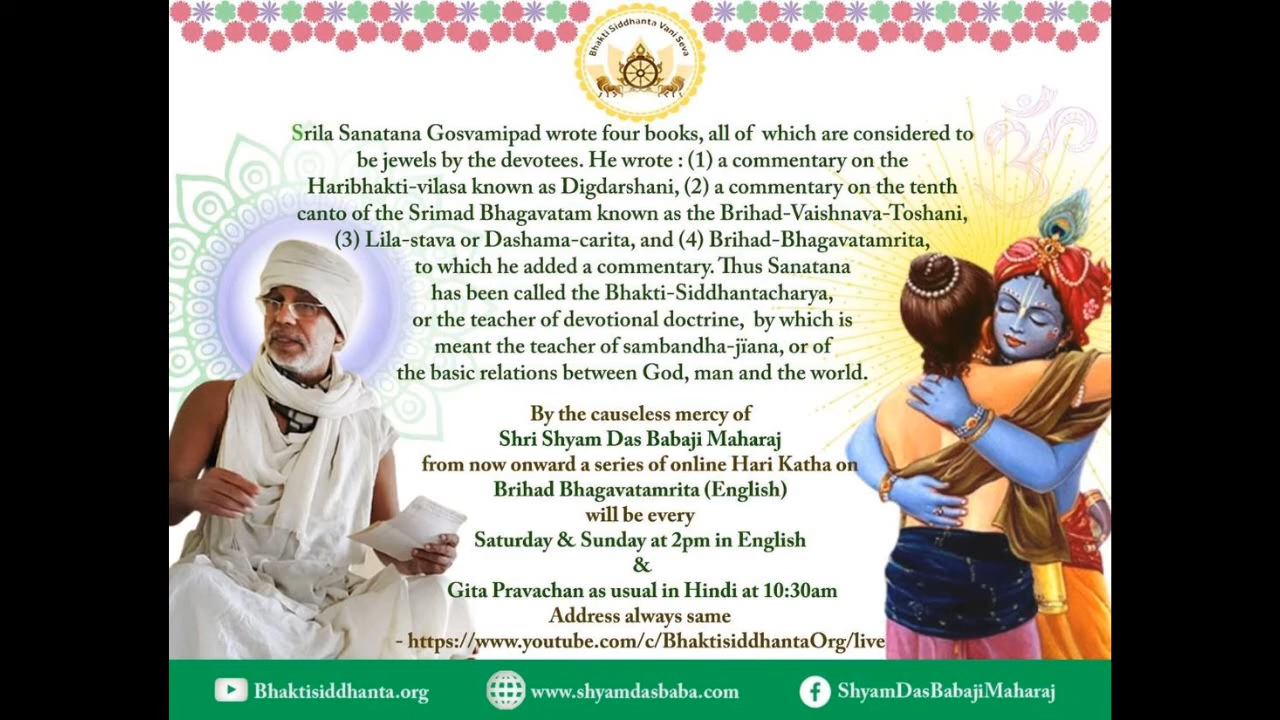 Bhakti Siddhanta Vani Seva
Srila Sanatana Gosvamipad wrote four books, all of which are considered to
be jewels by the devotees. He wrote : (1) a commentary on the
Haribhakti-vilasa known as Digdarshani, (2) a commentary on the tenth
canto of the Srimad Bhagavatam known as the Brihad-Vaishnava-Toshani,
(3) Lila-stava or Dashama-carita, and (4) Brihad-Bhagavatamrita,
to which he added a commentary. Thus Sanatana
has been called the Bhakti-Siddhantacharya,
or the teacher of devotional doctrine, by which is
meant the teacher of sambandha-jïana, or of
the basic relations between God, man and the world.
By the causeless mercy of
Shri Shyam Das Babaji Maharaj
from now onward a series of online Hari Katha on
Brihad Bhagavatamrita (English)
will be every
Saturday & Sunday at 2pm in English
&
Gita Pravachan as usual in Hindi at 10:30am
Address always same
- https://www.youtube.com/c/BhaktisiddhantaOrg/live
Bhaktisiddhanta.org
www.shyamdasbaba.com
ShyamDasBabajiMaharaj
ॐ